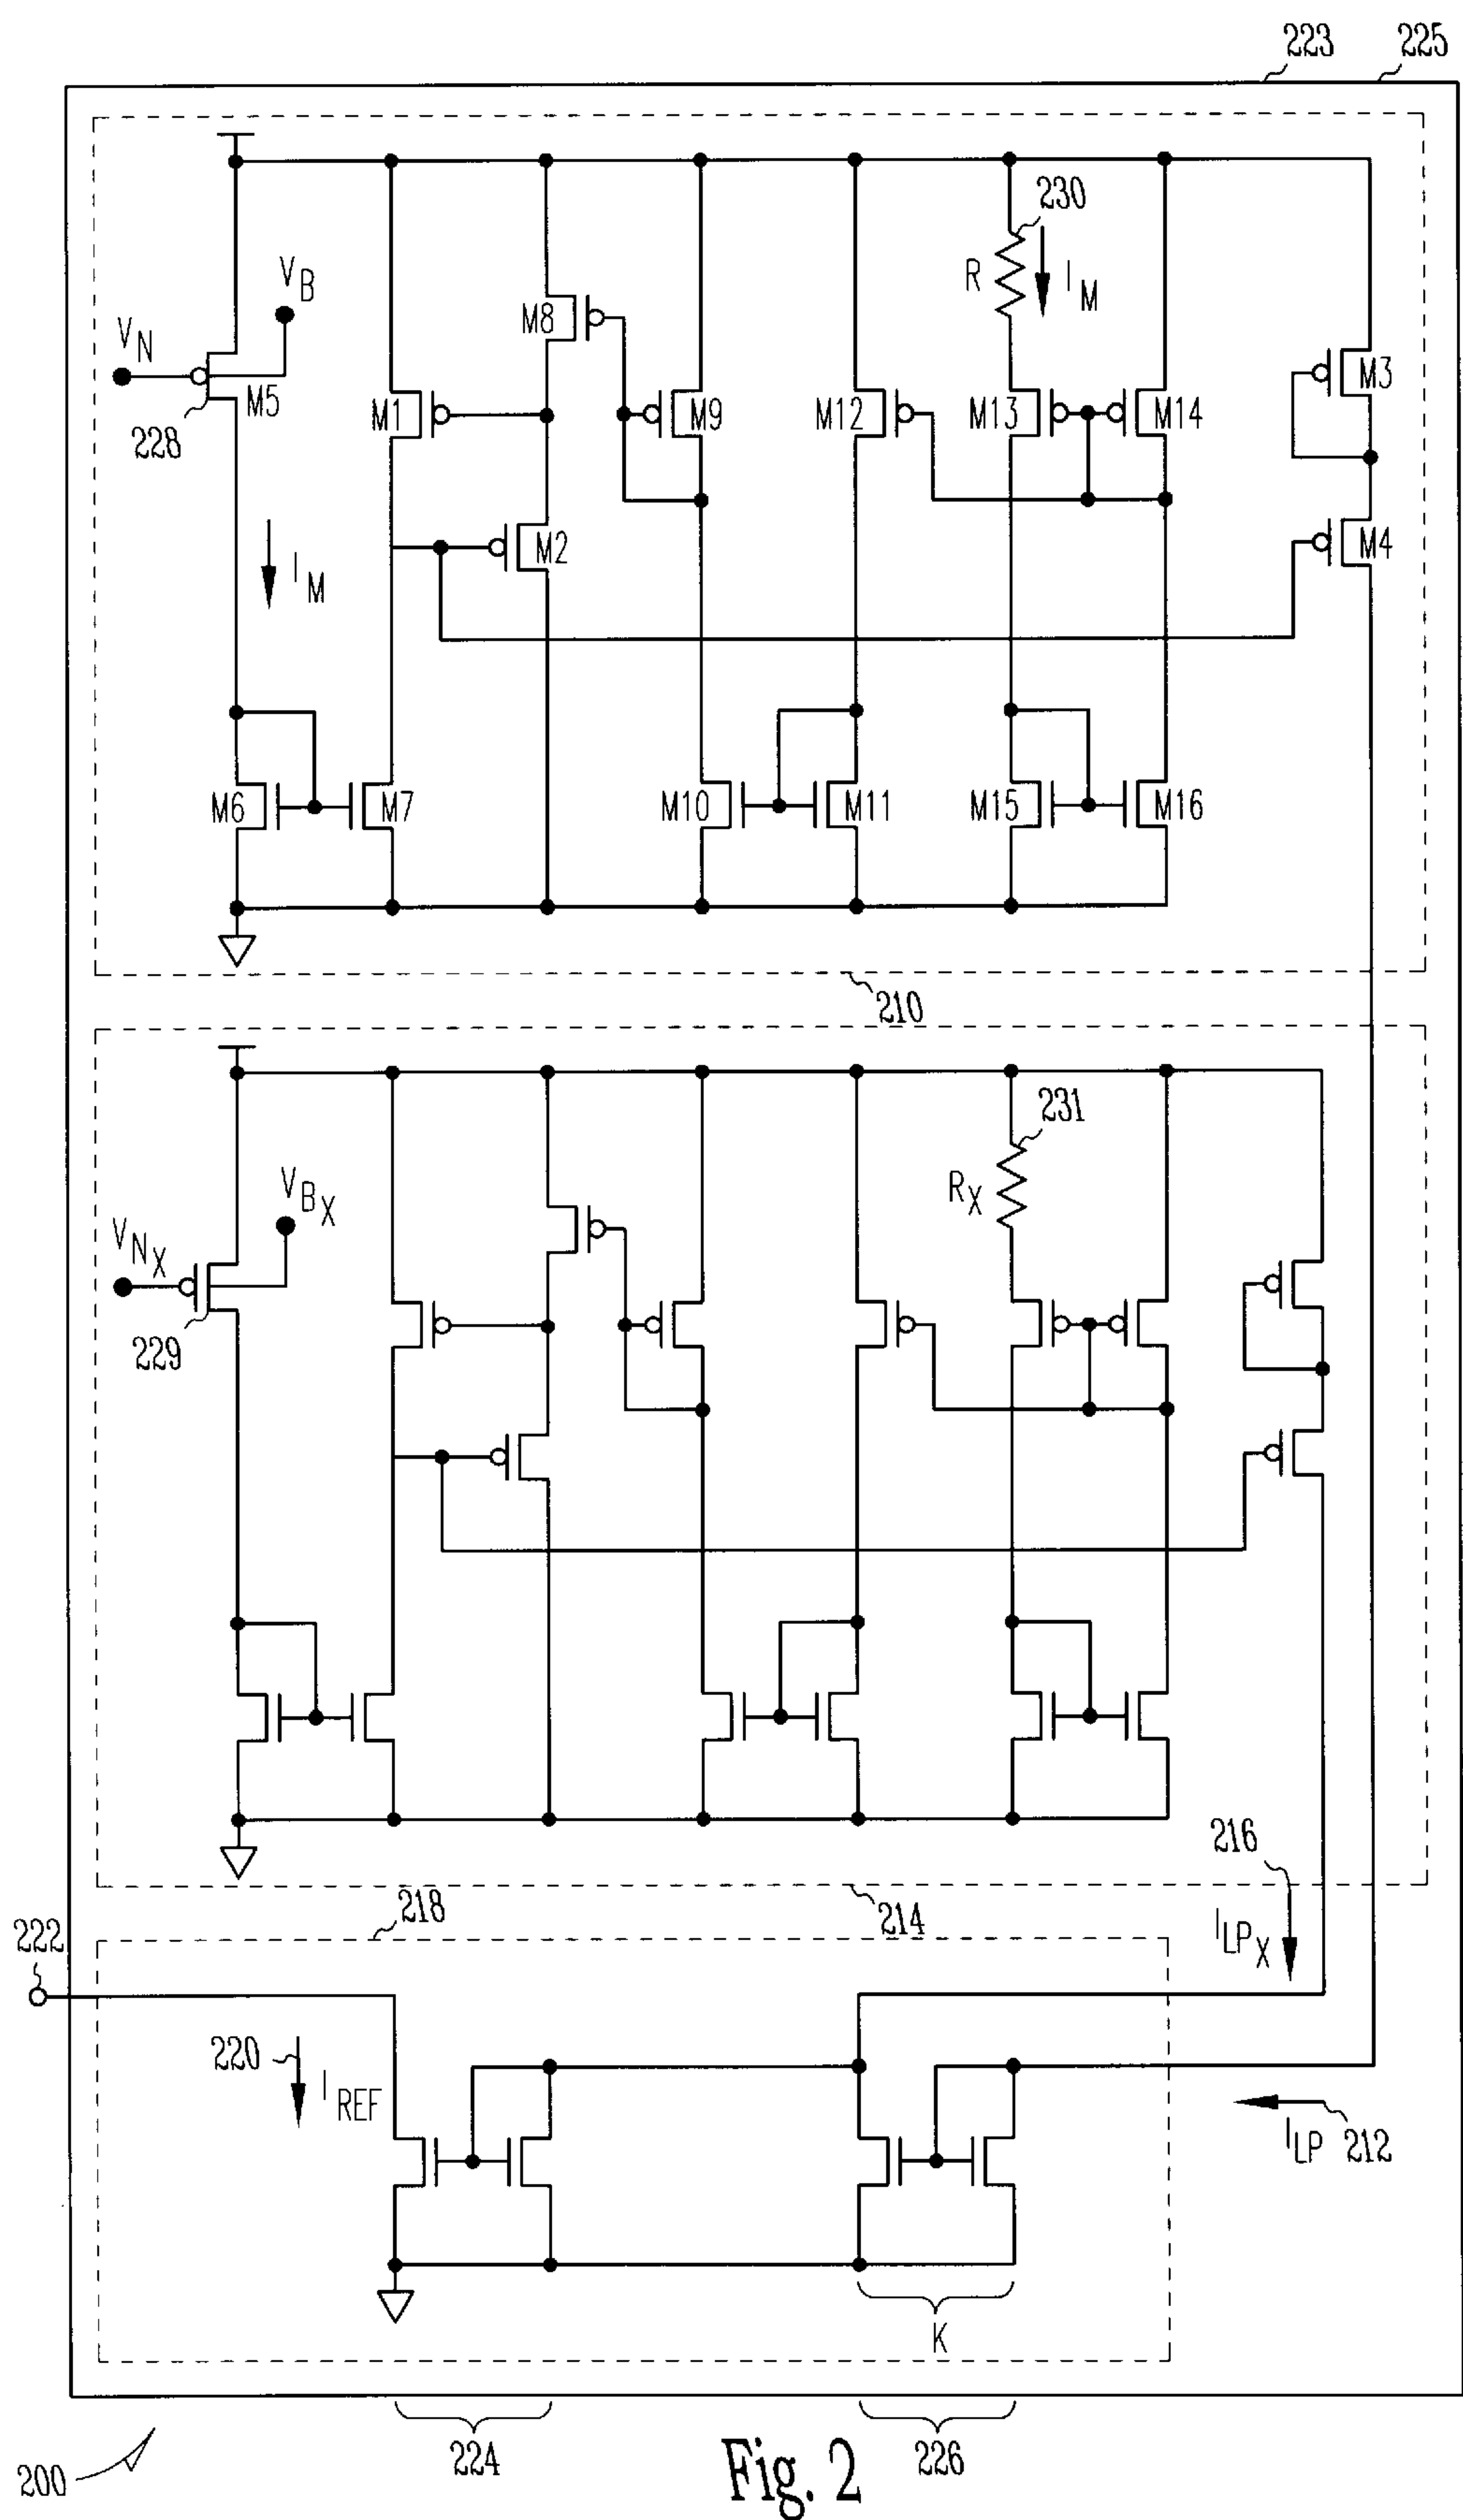 223 225
230
V_B
R
I_M
M8
V_N
M5
M1
M9
M12
M13
M14
M3
228
M2
M4
I_M
M6
M7
M10
M11
M15
M16
210
231
V_BX
R_X
V_NX
229
216
218
214
222
I_LPX
220
I_REF
I_LP 212
K
224
226
200
Fig. 2